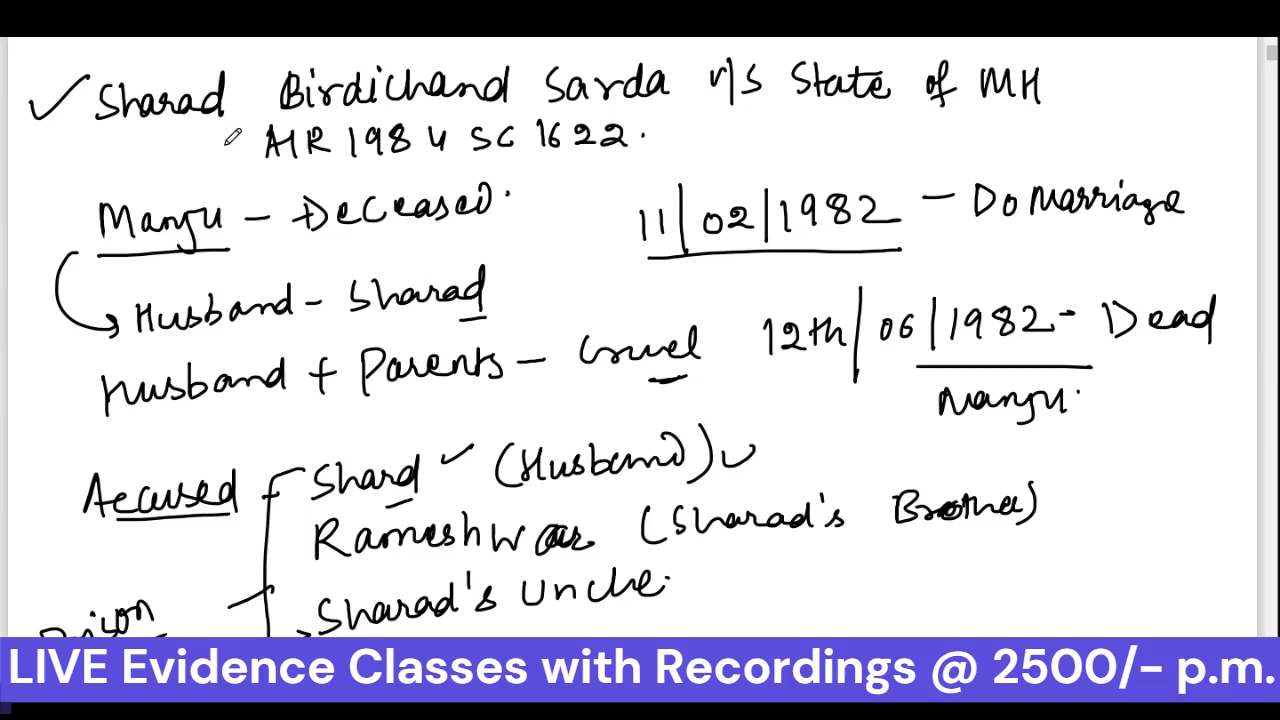 Sharad Birdichand Sarda v/s State of MH
AIR 1984 SC 1622.
Manju - Deceased.
11/02/1982 - Do Marriage
Husband - Sharad
Husband + Parents - Cruel
12th/06/1982 - Dead
Manju.
Accused
Shard (Husband)
Rameshwar (Sharad's Brother)
Sharad's Uncle.
LIVE Evidence Classes with Recordings @ 2500/- p.m.